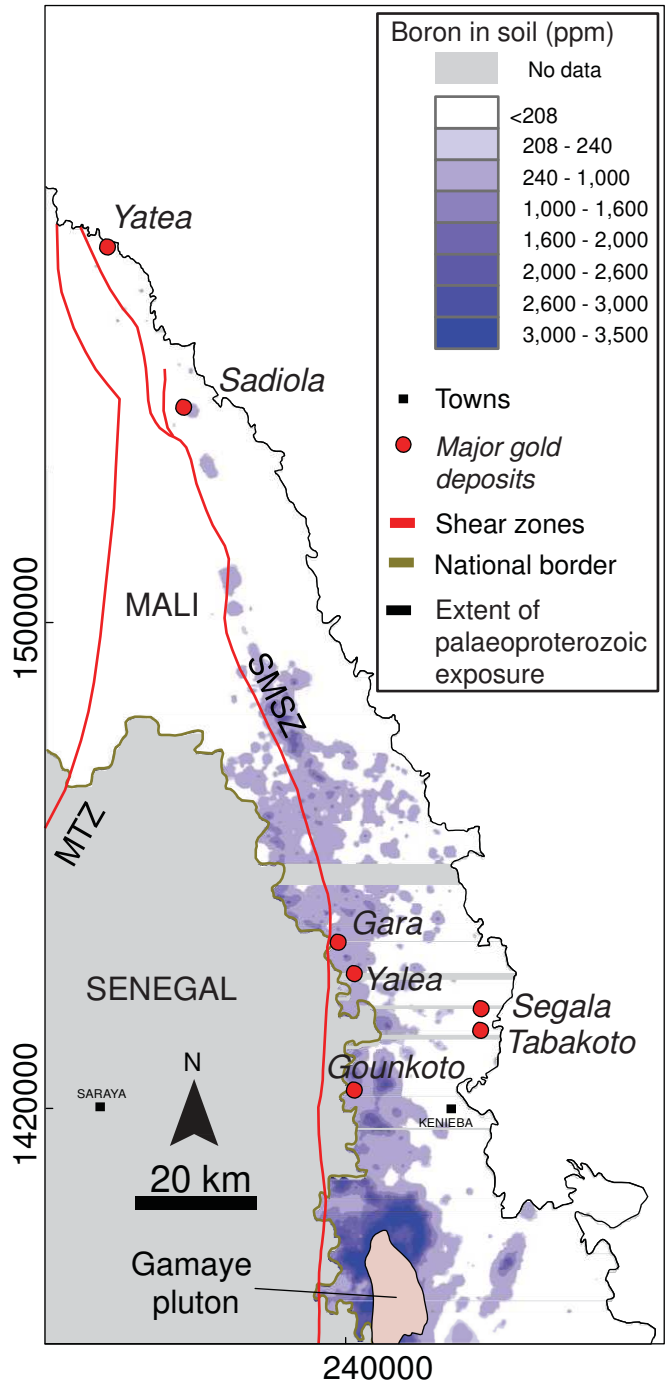 Boron in soil (ppm)
No data
<208
208 - 240
240 - 1,000
1,000 - 1,600
1,600 - 2,000
2,000 - 2,600
2,600 - 3,000
3,000 - 3,500
Towns
Major gold
deposits
Shear zones
National border
Extent of
palaeoproterozoic
exposure
Yatea
Sadiola
1500000
MALI
SMSZ
MTZ
Gara
Yalea
SENEGAL
Segala
Tabakoto
Gounkoto
N
SARAYA
KENIEBA
1420000
20 km
Gamaye
pluton
240000